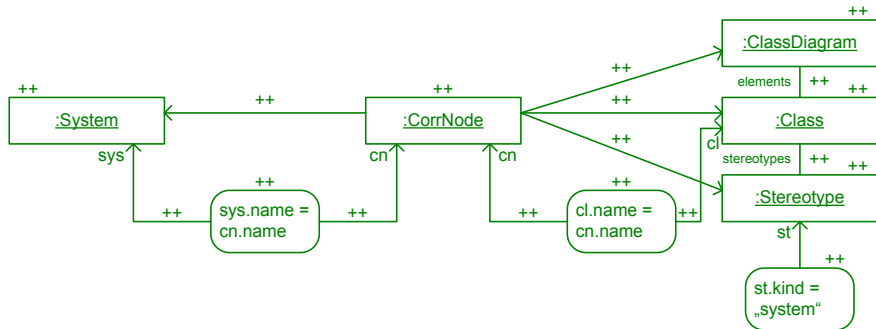 ++
:ClassDiagram
++
elements
++
++
++
++
++
++
:System
:CorrNode
++
:Class
sys
cn
cn
++
cl
stereotypes
++
++
++
++
:Stereotype
++
sys.name =
cn.name
++
++
cl.name =
cn.name
++
st
++
st.kind =
„system“